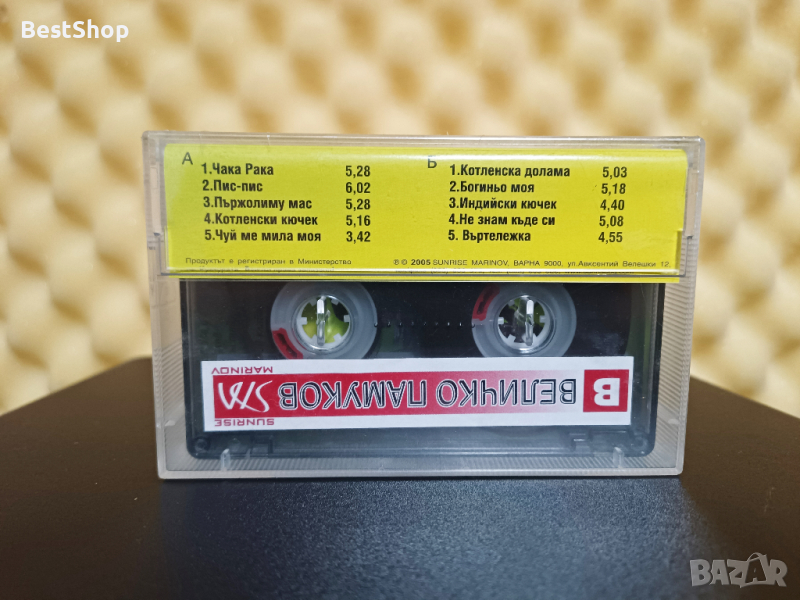 BestShop
А
1.Чака Рака 5,28
2.Пис-пис 6,02
3.Пържолиму мас 5,28
4.Котленски кючек 5,16
5.Чуй ме мила моя 3,42
Б
1.Котленска долама 5,03
2.Богиньо моя 5,18
3.Индийски кючек 4,40
4.Не знам къде си 5,08
5. Въртележка 4,55
Продуктът е регистриран в Министерство
℗ © 2005 SUNRISE MARINOV, ВАРНА 9000, ул.Авксентий Велешки 12
B ВЕЛИЧКО ПАМУКОВ
SUNRISE
SM
MARINOV
BAZAR